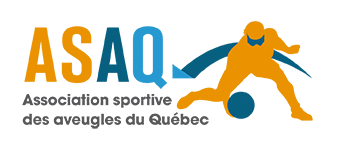 ASAQ
Association sportive
des aveugles du Québec